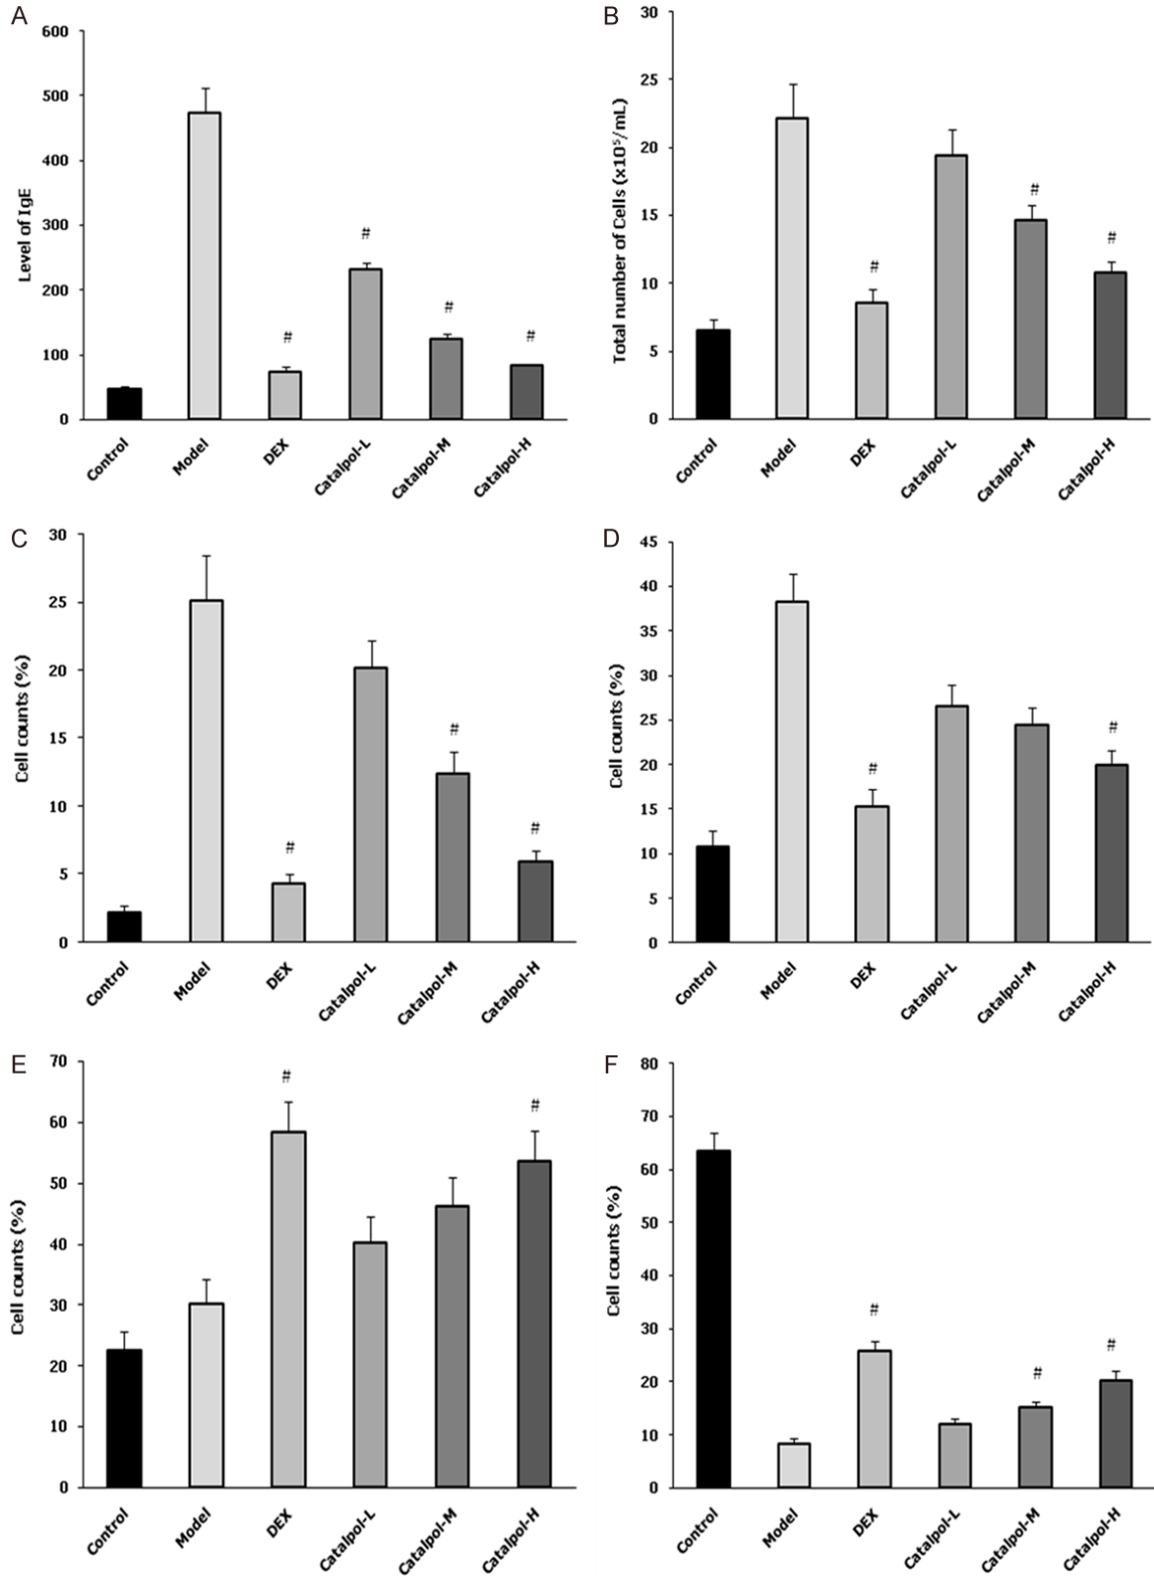 A
600
500
400
300
200
100
0
Level of IgE
#
#
#
#
Control
Model
DEX
Catalpol-L
Catalpol-M
Catalpol-H
B
30
25
20
15
10
5
0
Total number of Cells (x10⁵/mL)
#
#
#
Control
Model
DEX
Catalpol-L
Catalpol-M
Catalpol-H
C
30
25
20
15
10
5
0
Cell counts (%)
#
#
#
Control
Model
DEX
Catalpol-L
Catalpol-M
Catalpol-H
D
45
40
35
30
25
20
15
10
5
0
Cell counts (%)
#
#
Control
Model
DEX
Catalpol-L
Catalpol-M
Catalpol-H
E
70
60
50
40
30
20
10
0
Cell counts (%)
#
#
Control
Model
DEX
Catalpol-L
Catalpol-M
Catalpol-H
F
80
70
60
50
40
30
20
10
0
Cell counts (%)
#
#
#
Control
Model
DEX
Catalpol-L
Catalpol-M
Catalpol-H